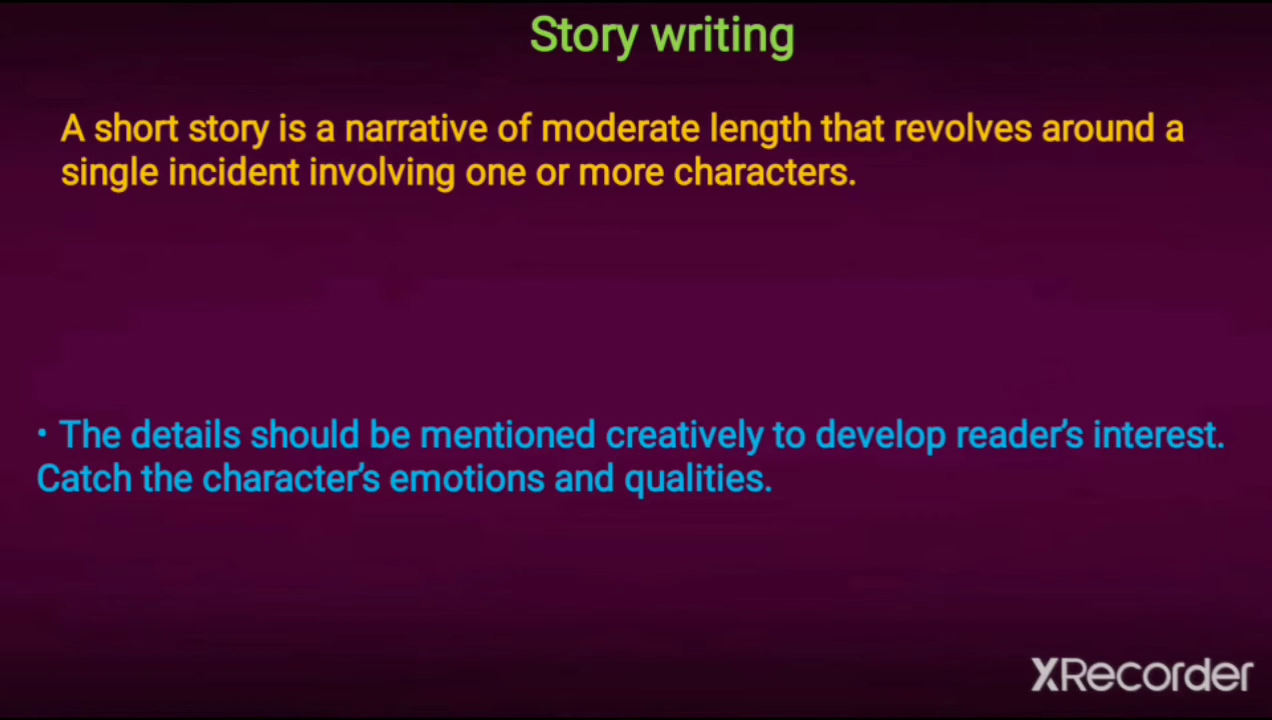 Story writing
A short story is a narrative of moderate length that revolves around a
single incident involving one or more characters.
• The details should be mentioned creatively to develop reader's interest.
Catch the character's emotions and qualities.
XRecorder